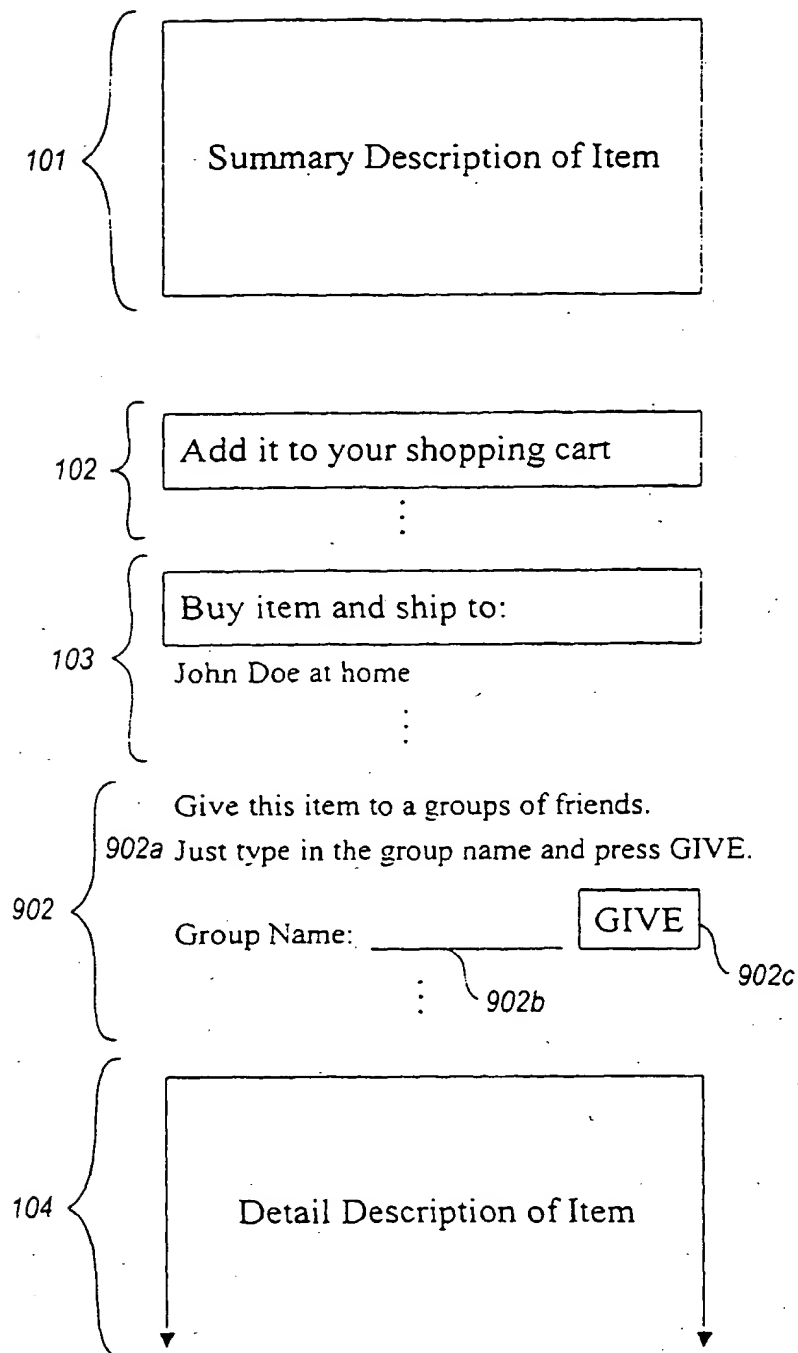 101
Summary Description of Item
102
Add it to your shopping cart
103
Buy item and ship to:
John Doe at home
902
Give this item to a groups of friends.
902a Just type in the group name and press GIVE.
Group Name: ____________ GIVE
902b
902c
104
Detail Description of Item